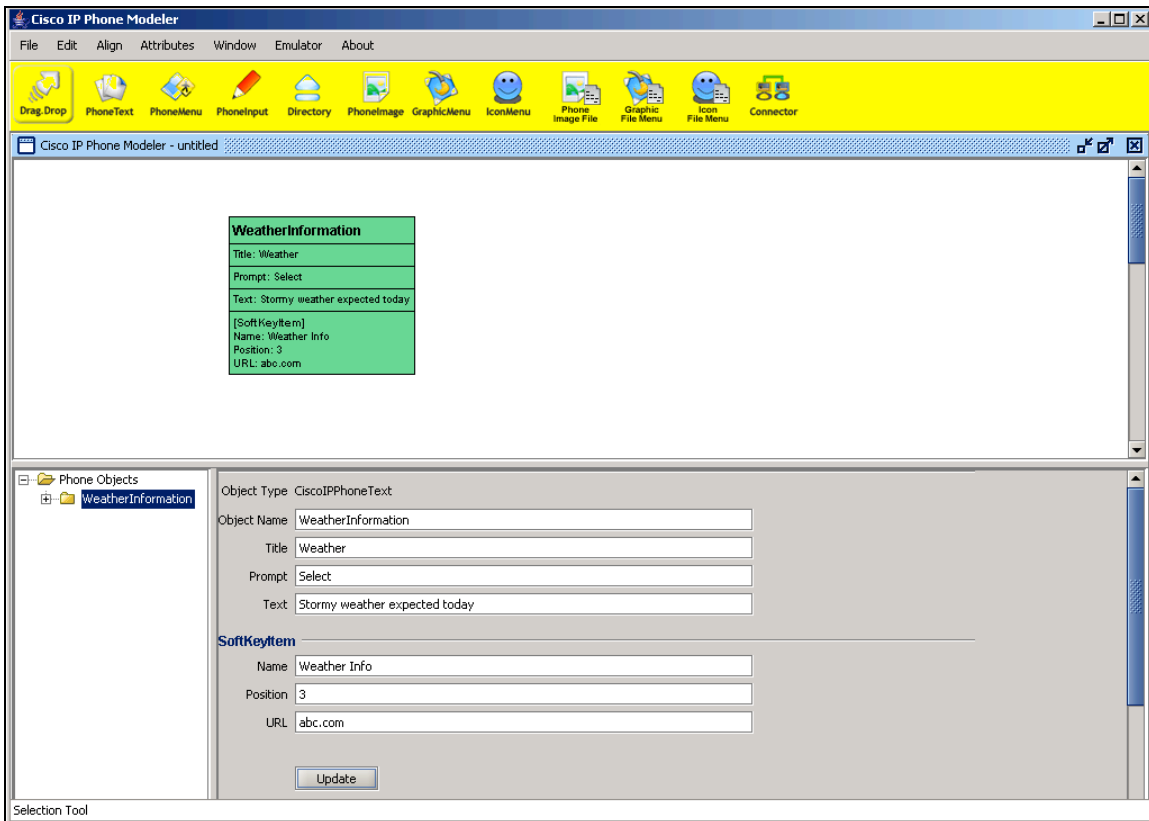 Cisco IP Phone Modeler
File Edit Align Attributes Window Emulator About
Drag.Drop PhoneText PhoneMenu PhoneInput Directory PhoneImage GraphicMenu IconMenu Phone Image File Graphic File Menu Icon File Menu Connector
Cisco IP Phone Modeler - untitled
WeatherInformation
Title: Weather
Prompt: Select
Text: Stormy weather expected today
[SoftKeyItem]
Name: Weather Info
Position: 3
URL: abc.com
Phone Objects
WeatherInformation
Object Type CiscoIPPhoneText
Object Name WeatherInformation
Title Weather
Prompt Select
Text Stormy weather expected today
SoftKeyItem
Name Weather Info
Position 3
URL abc.com
Update
Selection Tool